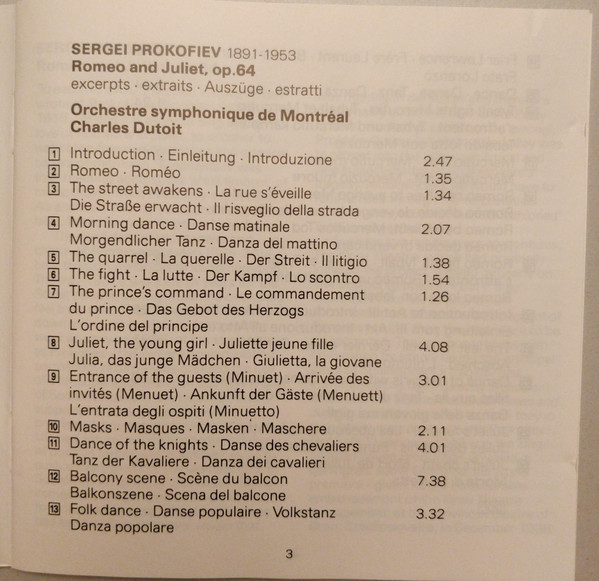 SERGEI PROKOFIEV 1891-1953
Romeo and Juliet, op.64
excerpts · extraits · Auszüge · estratti
Orchestre symphonique de Montréal
Charles Dutoit
1 Introduction · Einleitung · Introduzione 2.47
2 Romeo · Roméo 1.35
3 The street awakens · La rue s'éveille 1.34
Die Straße erwacht · Il risveglio della strada
4 Morning dance · Danse matinale 2.07
Morgendlicher Tanz · Danza del mattino
5 The quarrel · La querelle · Der Streit · Il litigio 1.38
6 The fight · La lutte · Der Kampf · Lo scontro 1.54
7 The prince's command · Le commandement 1.26
du prince · Das Gebot des Herzogs
L'ordine del principe
8 Juliet, the young girl · Juliette jeune fille 4.08
Julia, das junge Mädchen · Giulietta, la giovane
9 Entrance of the guests (Minuet) · Arrivée des 3.01
invités (Menuet) · Ankunft der Gäste (Menuett)
L'entrata degli ospiti (Minuetto)
10 Masks · Masques · Masken · Maschere 2.11
11 Dance of the knights · Danse des chevaliers 4.01
Tanz der Kavaliere · Danza dei cavalieri
12 Balcony scene · Scène du balcon 7.38
Balkonszene · Scena del balcone
13 Folk dance · Danse populaire · Volkstanz 3.32
Danza popolare
3